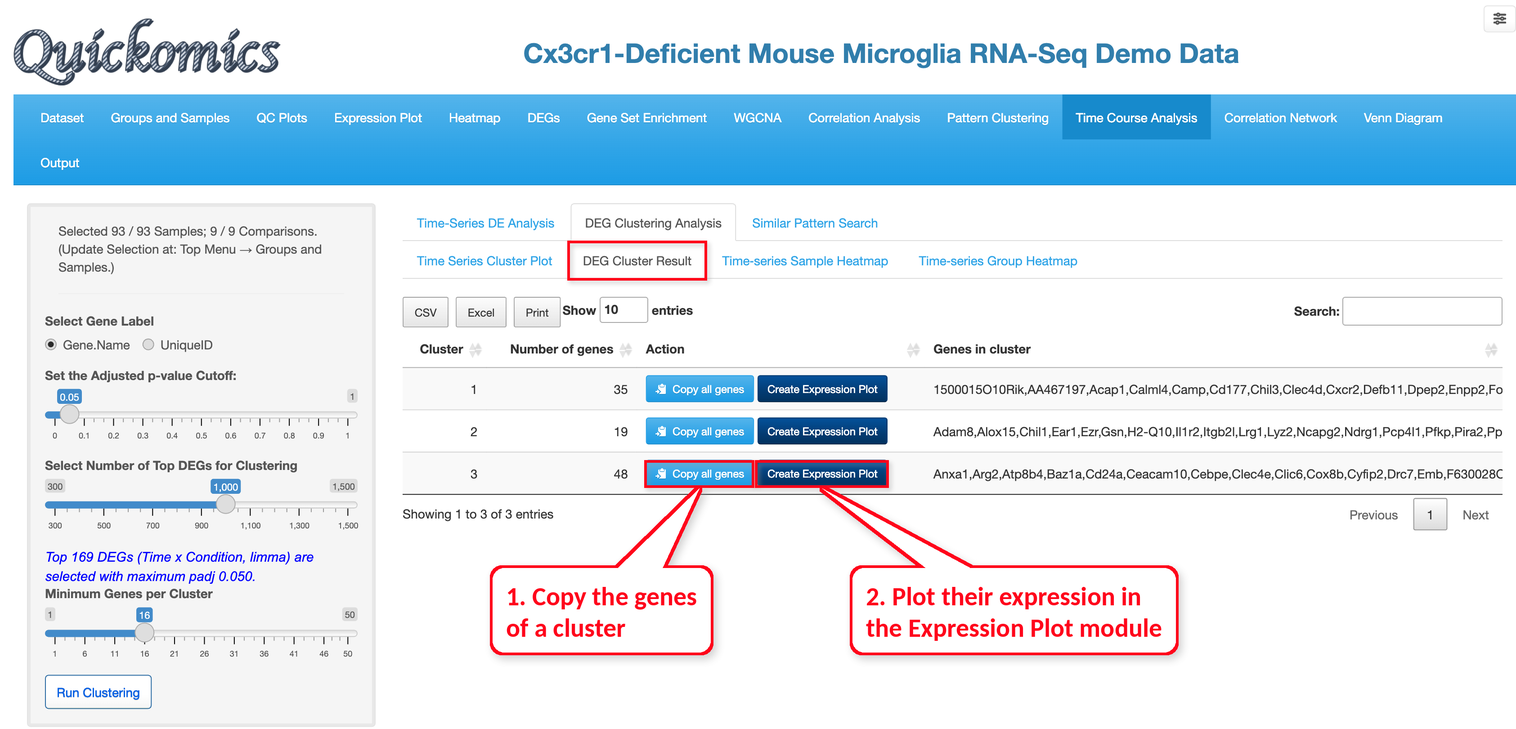 Quickomics
Cx3cr1-Deficient Mouse Microglia RNA-Seq Demo Data
Dataset Groups and Samples QC Plots Expression Plot Heatmap DEGs Gene Set Enrichment WGCNA Correlation Analysis Pattern Clustering Time Course Analysis Correlation Network Venn Diagram
Output
Selected 93 / 93 Samples; 9 / 9 Comparisons.
(Update Selection at: Top Menu → Groups and
Samples.)
Select Gene Label
Gene.Name UniqueID
Set the Adjusted p-value Cutoff:
0.05 1
0 0.1 0.2 0.3 0.4 0.5 0.6 0.7 0.8 0.9 1
Select Number of Top DEGs for Clustering
300 1,000 1,500
300 500 700 900 1,100 1,300 1,500
Top 169 DEGs (Time x Condition, limma) are
selected with maximum padj 0.050.
Minimum Genes per Cluster
1 16 50
1 6 11 16 21 26 31 36 41 46 50
Run Clustering
Time-Series DE Analysis DEG Clustering Analysis Similar Pattern Search
Time Series Cluster Plot DEG Cluster Result Time-series Sample Heatmap Time-series Group Heatmap
CSV Excel Print Show 10 entries Search:
Cluster Number of genes Action Genes in cluster
1 35 Copy all genes Create Expression Plot 1500015O10Rik,AA467197,Acap1,Calml4,Camp,Cd177,Chil3,Clec4d,Cxcr2,Defb11,Dpep2,Enpp2,Fo
2 19 Copy all genes Create Expression Plot Adam8,Alox15,Chil1,Ear1,Ezr,Gsn,H2-Q10,Il1r2,Itgb2l,Lrg1,Lyz2,Ncapg2,Ndrg1,Pcp4l1,Pfkp,Pira2,Pp
3 48 Copy all genes Create Expression Plot Anxa1,Arg2,Atp8b4,Baz1a,Cd24a,Ceacam10,Cebpe,Clec4e,Clic6,Cox8b,Cyfip2,Drc7,Emb,F630028C
Showing 1 to 3 of 3 entries Previous 1 Next
1. Copy the genes
of a cluster
2. Plot their expression in
the Expression Plot module